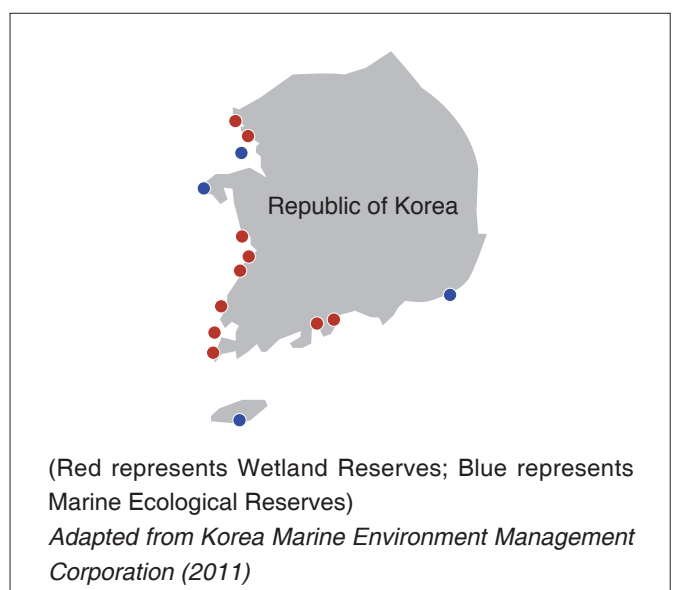 Republic of Korea
(Red represents Wetland Reserves; Blue represents
Marine Ecological Reserves)
Adapted from Korea Marine Environment Management
Corporation (2011)